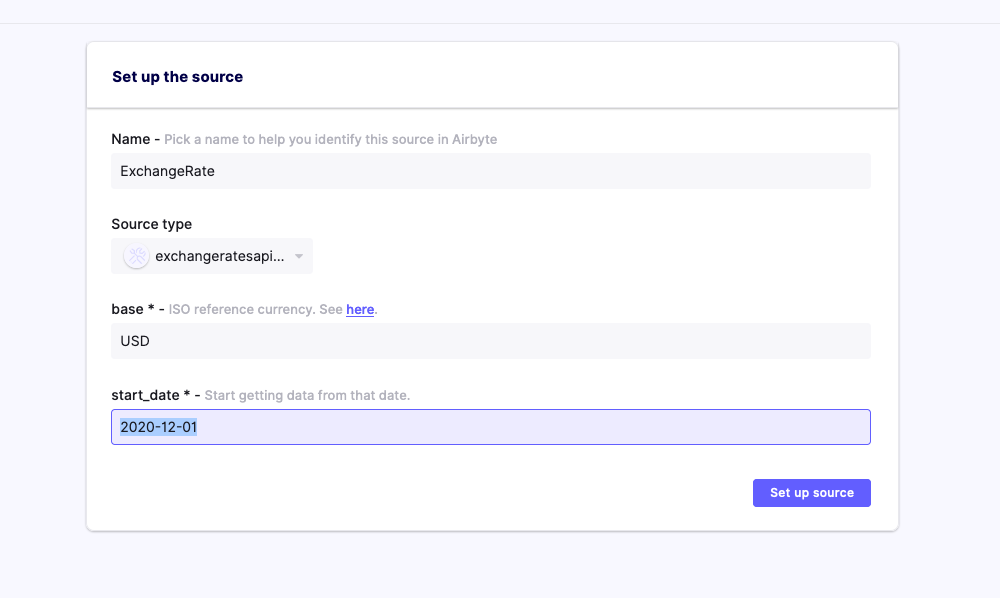 Set up the source
Name - Pick a name to help you identify this source in Airbyte
ExchangeRate
Source type
exchangeratesapi...
base * - ISO reference currency. See here.
USD
start_date * - Start getting data from that date.
2020-12-01
Set up source